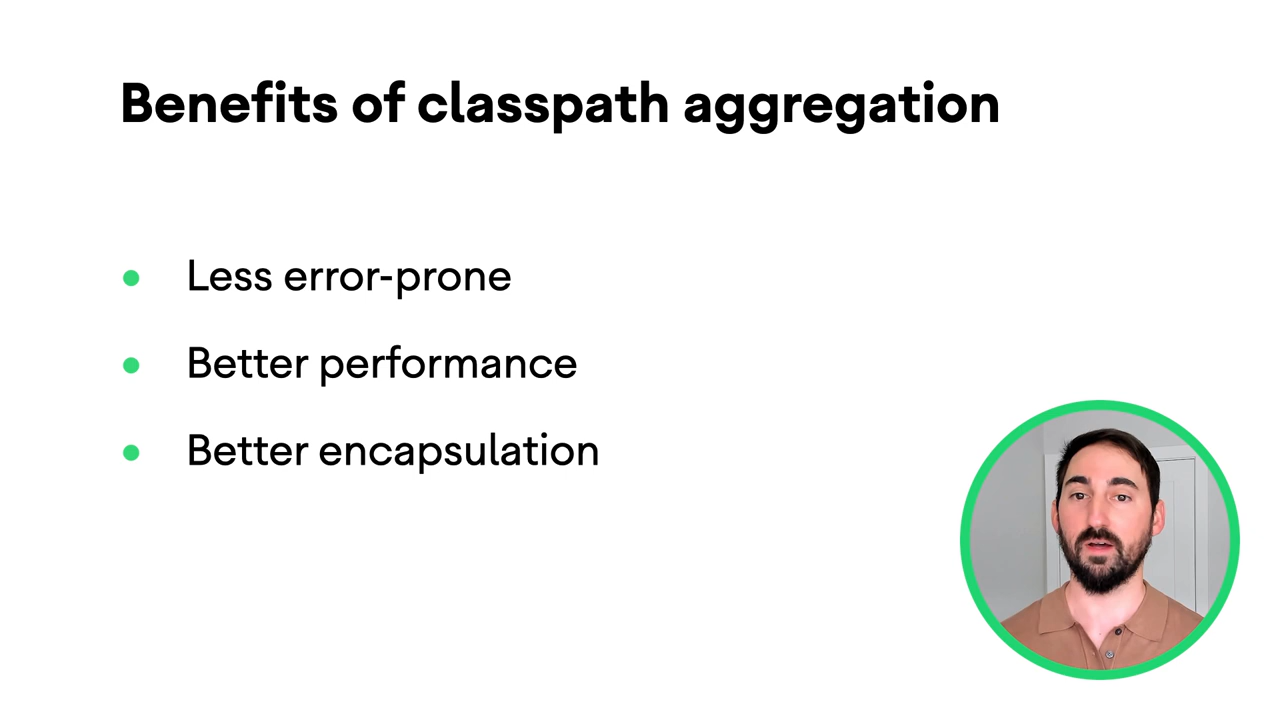 Benefits of classpath aggregation
Less error-prone
Better performance
Better encapsulation